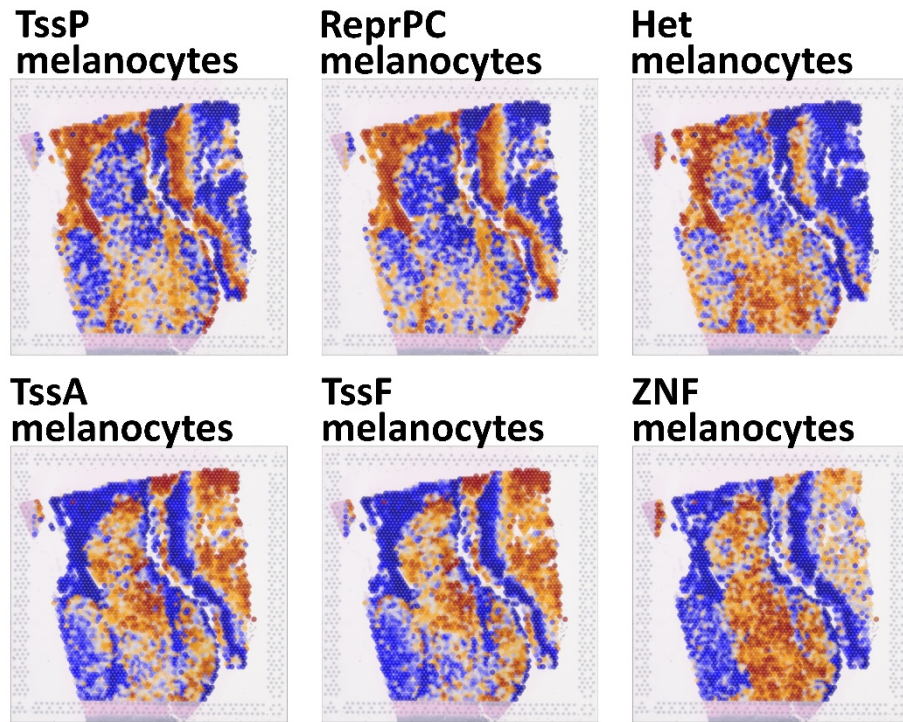 TssP
melanocytes
ReprPC
melanocytes
Het
melanocytes
TssA
melanocytes
TssF
melanocytes
ZNF
melanocytes